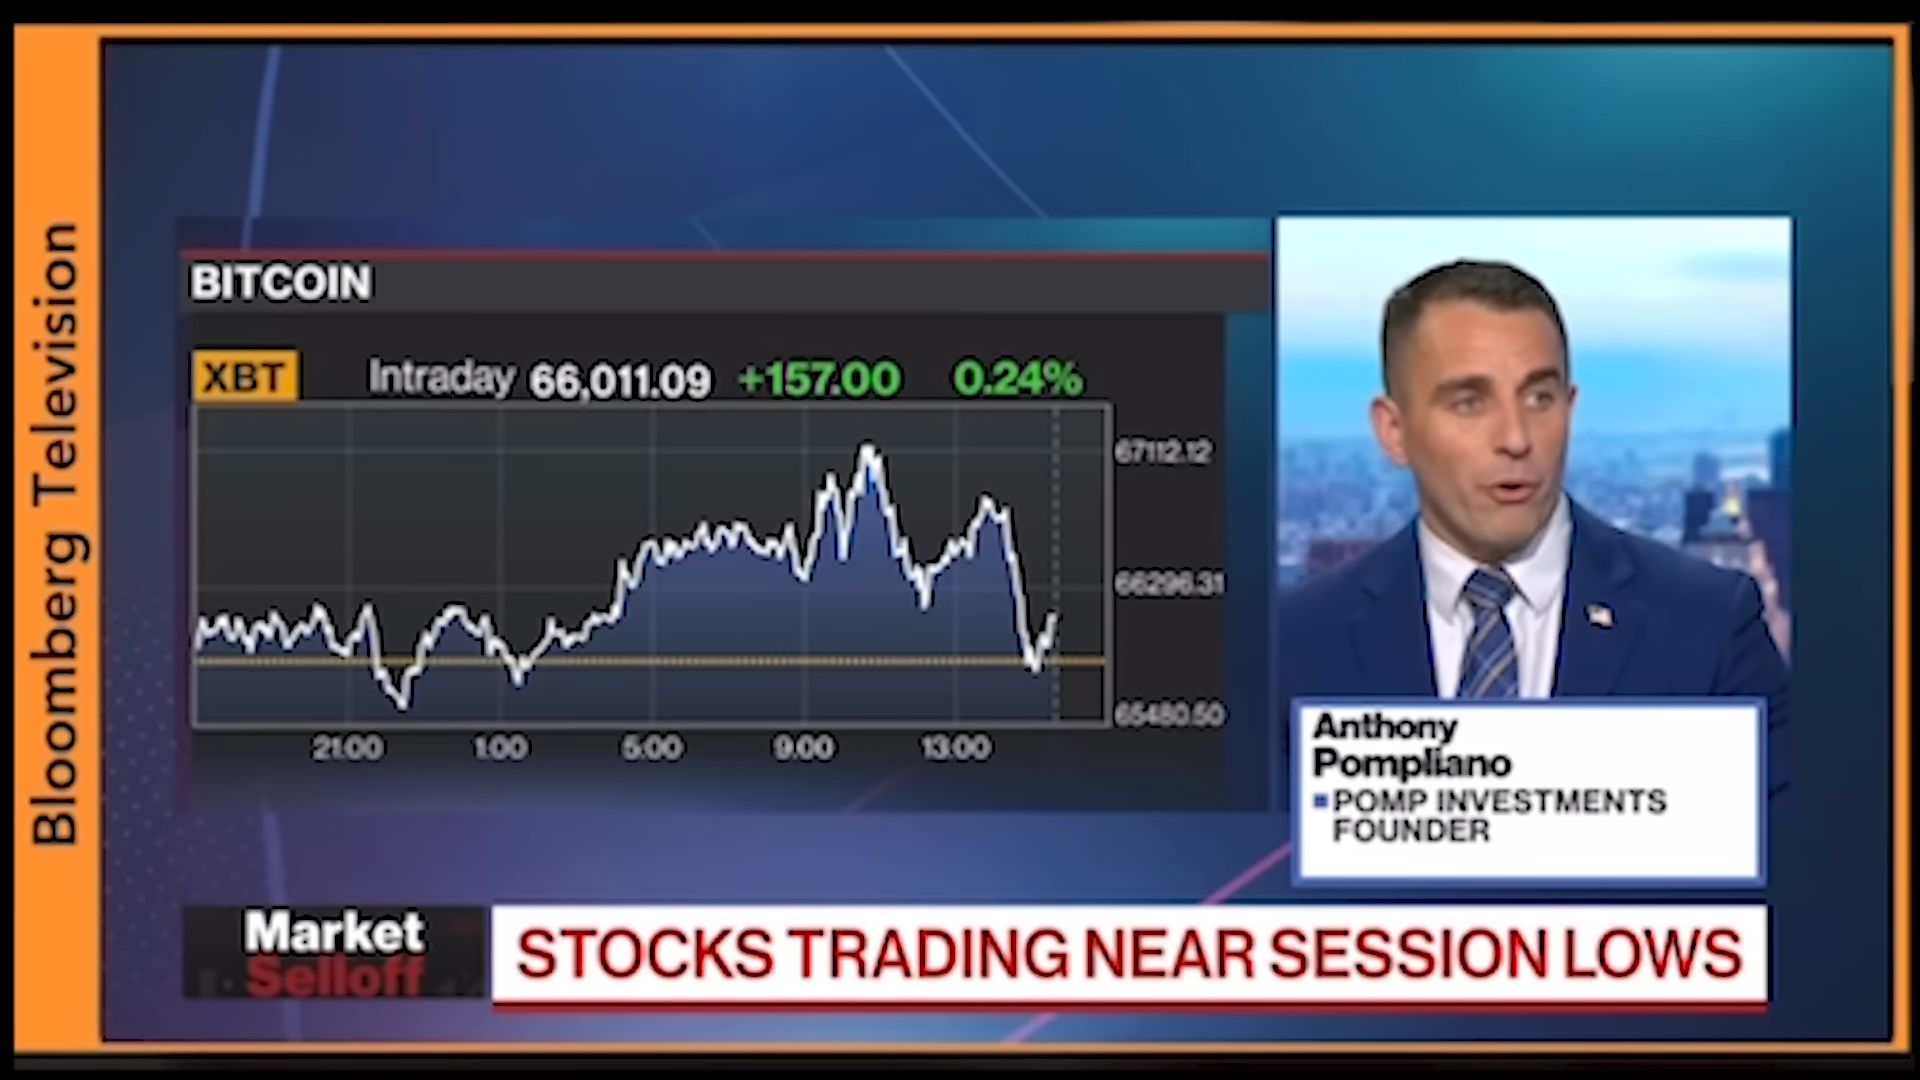 Bloomberg Television
BITCOIN
XBT Intraday 66,011.09 +157.00 0.24%
67112.12
66296.31
65480.50
21:00 1:00 5:00 9:00 13:00
Anthony
Pompliano
POMP INVESTMENTS
FOUNDER
Market
Selloff
STOCKS TRADING NEAR SESSION LOWS